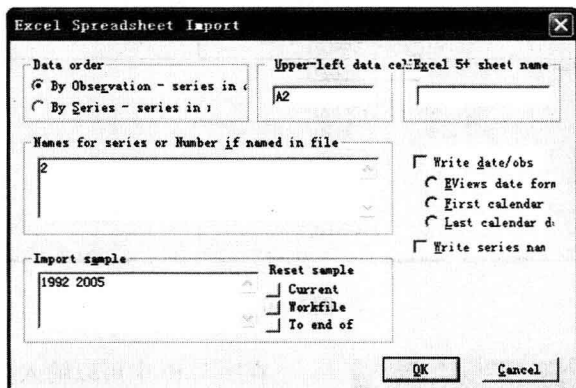 Excel Spreadsheet Import
Data order
By Observation - series in c
By Series - series in r
Upper-left data cel
A2
Excel 5+ sheet name
Names for series or Number if named in file
2
Write date/obs
EViews date form
First calendar
Last calendar d
Write series nam
Import sample
1992 2005
Reset sample
Current
Workfile
To end of
OK
Cancel